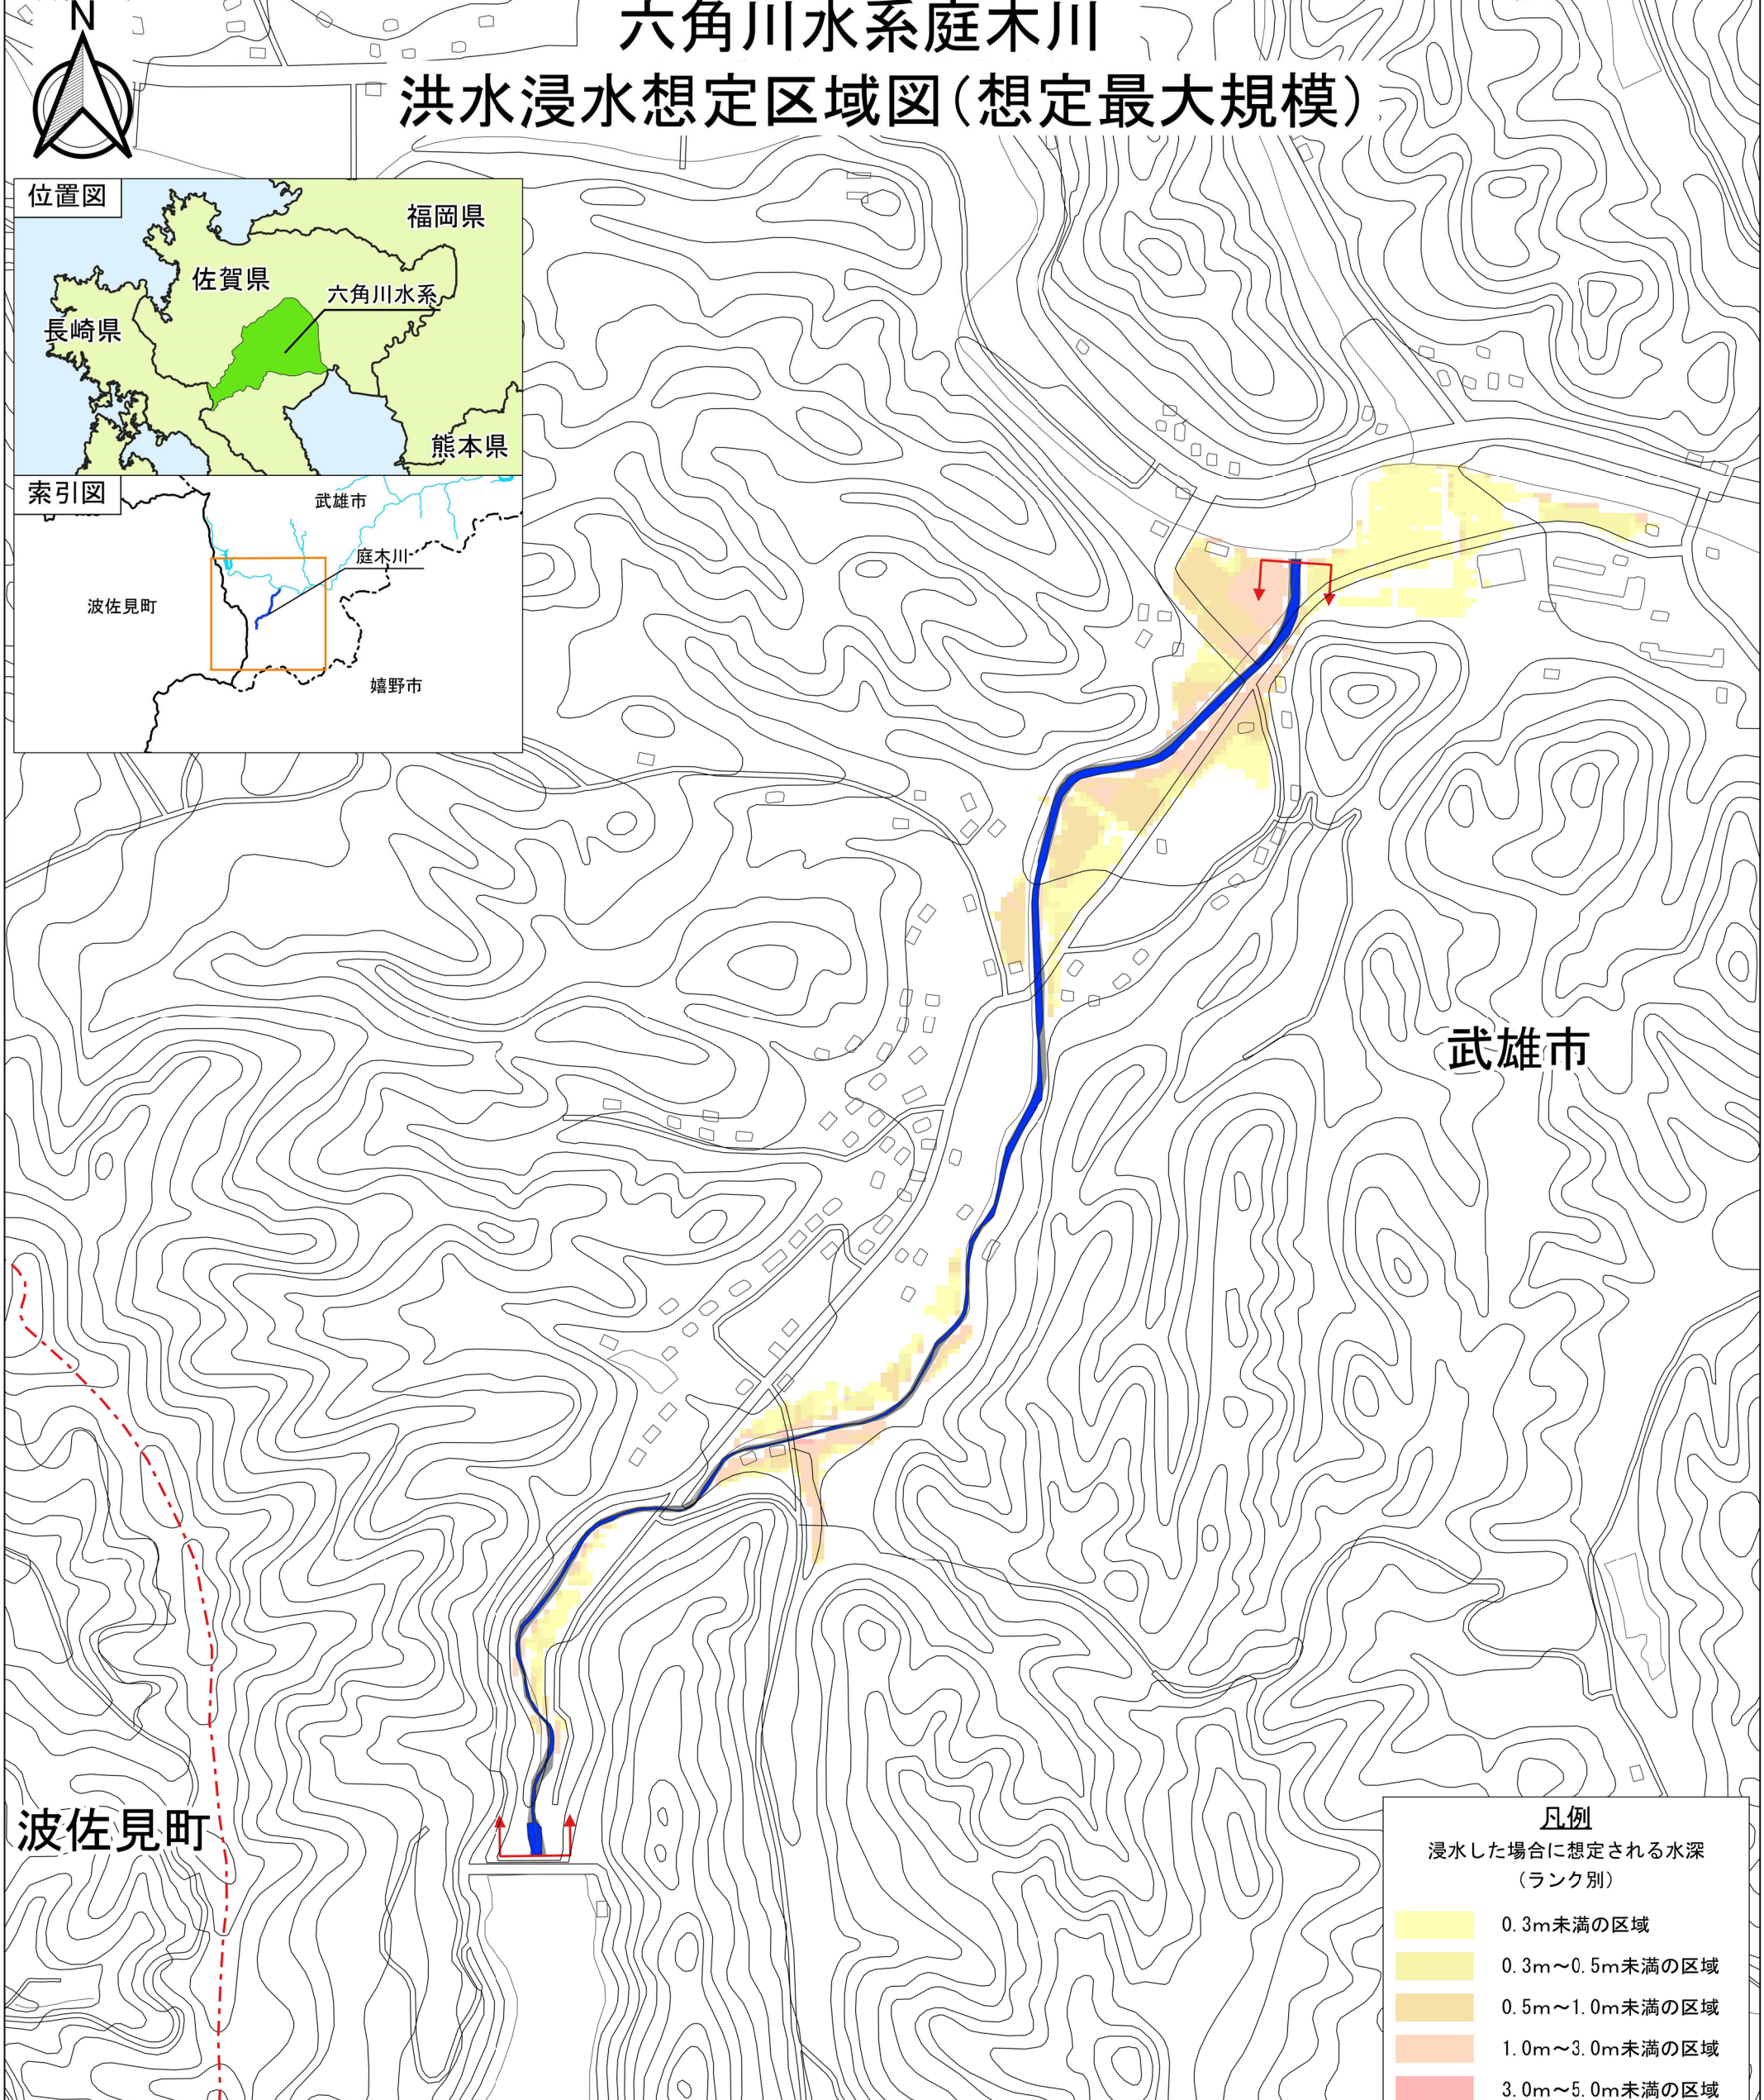 六角川水系庭木川
洪水浸水想定区域図(想定最大規模)
N
位置図
福岡県
佐賀県
六角川水系
長崎県
熊本県
索引図
武雄市
庭木川
波佐見町
嬉野市
武雄市
波佐見町
凡例
浸水した場合に想定される水深
(ランク別)
0.3m未満の区域
0.3m～0.5m未満の区域
0.5m～1.0m未満の区域
1.0m～3.0m未満の区域
3.0m～5.0m未満の区域